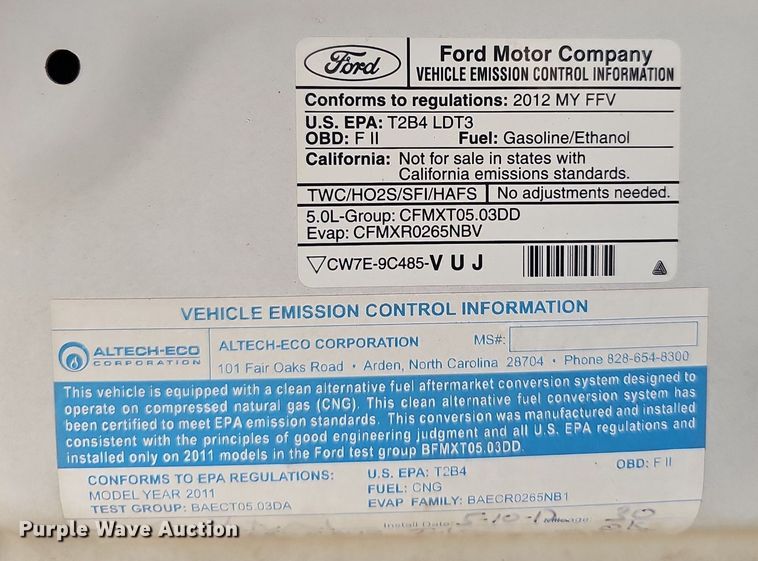 Ford
Ford Motor Company
VEHICLE EMISSION CONTROL INFORMATION
Conforms to regulations: 2012 MY FFV
U.S. EPA: T2B4 LDT3
OBD: F II Fuel: Gasoline/Ethanol
California: Not for sale in states with
California emissions standards.
TWC/HO2S/SFI/HAFS No adjustments needed.
5.0L-Group: CFMXT05.03DD
Evap: CFMXR0265NBV
CW7E-9C485-V U J
VEHICLE EMISSION CONTROL INFORMATION
ALTECH-ECO
CORPORATION
ALTECH-ECO CORPORATION MS#:
101 Fair Oaks Road • Arden, North Carolina 28704 • Phone 828-654-8300
This vehicle is equipped with a clean alternative fuel aftermarket conversion system designed to
operate on compressed natural gas (CNG). This clean alternative fuel conversion system has
been certified to meet EPA emission standards. This conversion was manufactured and installed
consistent with the principles of good engineering judgment and all U.S. EPA regulations and
installed only on 2011 models in the Ford test group BFMXT05.03DD.
CONFORMS TO EPA REGULATIONS:
MODEL YEAR 2011
TEST GROUP: BAECT05.03DA
U.S. EPA: T2B4
FUEL: CNG
EVAP FAMILY: BAECR0265NB1
OBD: F II
Install Date: 5-10-12 Mileage 30
Purple Wave Auction